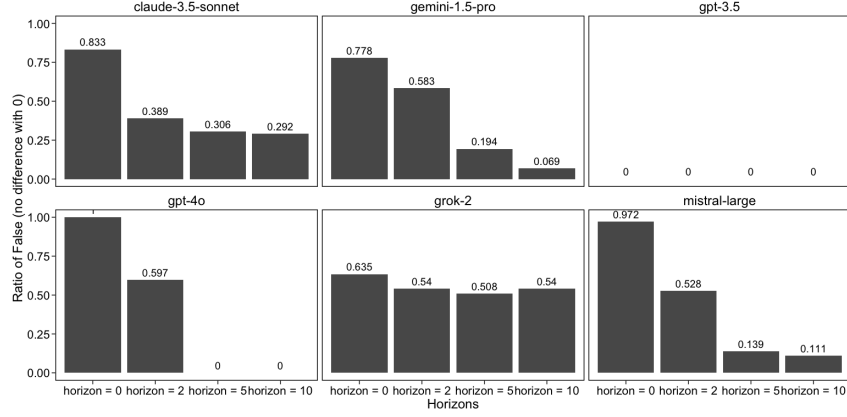 claude-3.5-sonnet
gemini-1.5-pro
gpt-3.5
1.00
0.75
0.50
0.25
0.00
0.833
0.389
0.306
0.292
0.778
0.583
0.194
0.069
0
0
0
0
Ratio of False (no difference with 0)
gpt-4o
grok-2
mistral-large
1.00
0.75
0.50
0.25
0.00
0.597
0
0
0.635
0.54
0.508
0.54
0.972
0.528
0.139
0.111
horizon = 0
horizon = 2
horizon = 5
horizon = 10
horizon = 0
horizon = 2
horizon = 5
horizon = 10
horizon = 0
horizon = 2
horizon = 5
horizon = 10
Horizons